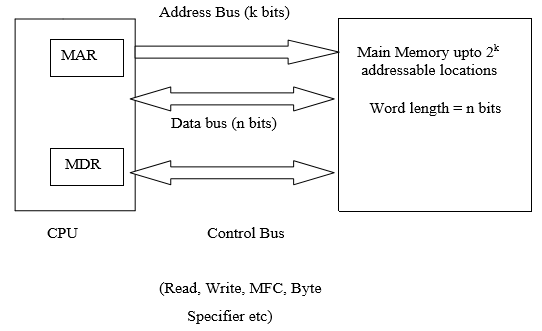 Address Bus (k bits)
MAR
Main Memory upto 2ᵏ
addressable locations
Word length = n bits
Data bus (n bits)
MDR
CPU
Control Bus
(Read, Write, MFC, Byte
Specifier etc)